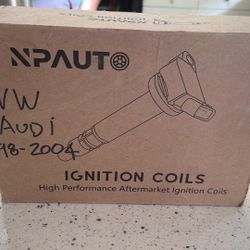 NPAUTO
VW
AUDI
98-2004
IGNITION COILS
High Performance Aftermarket Ignition Coils